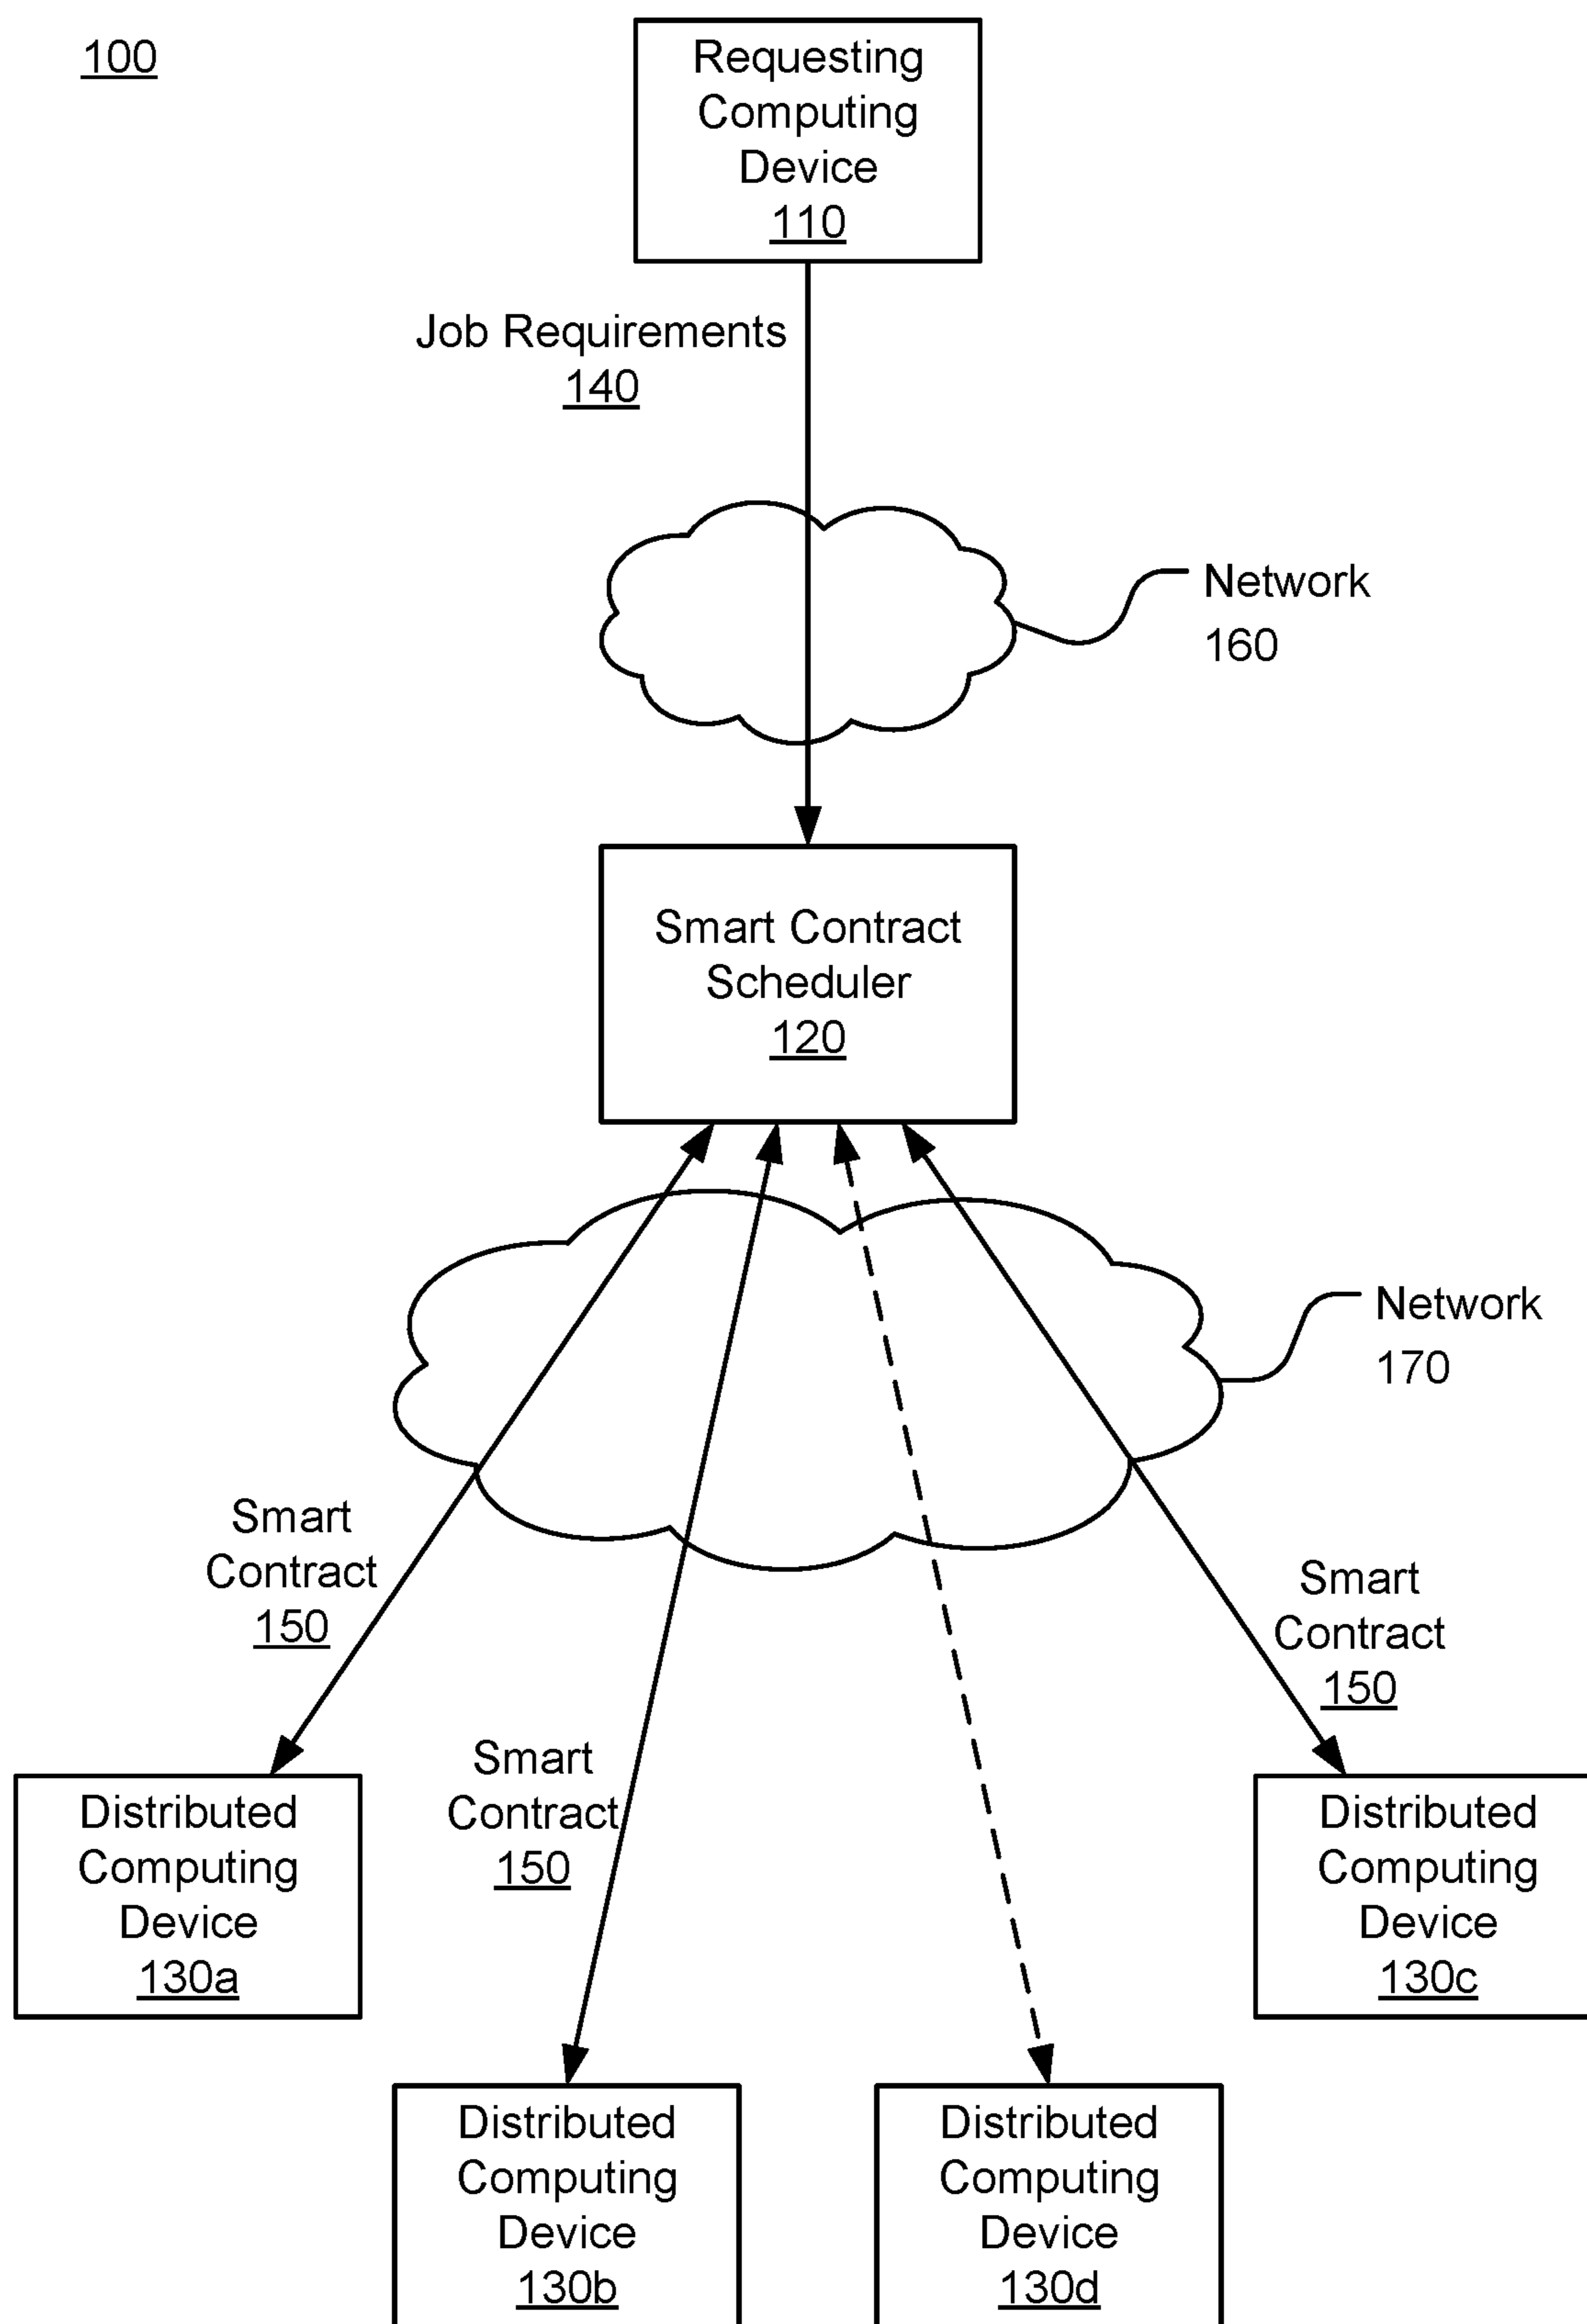 100
Requesting
Computing
Device
110
Job Requirements
140
Network
160
Smart Contract
Scheduler
120
Network
170
Smart
Contract
150
Smart
Contract
150
Smart
Contract
150
Distributed
Computing
Device
130a
Distributed
Computing
Device
130c
Distributed
Computing
Device
130b
Distributed
Computing
Device
130d